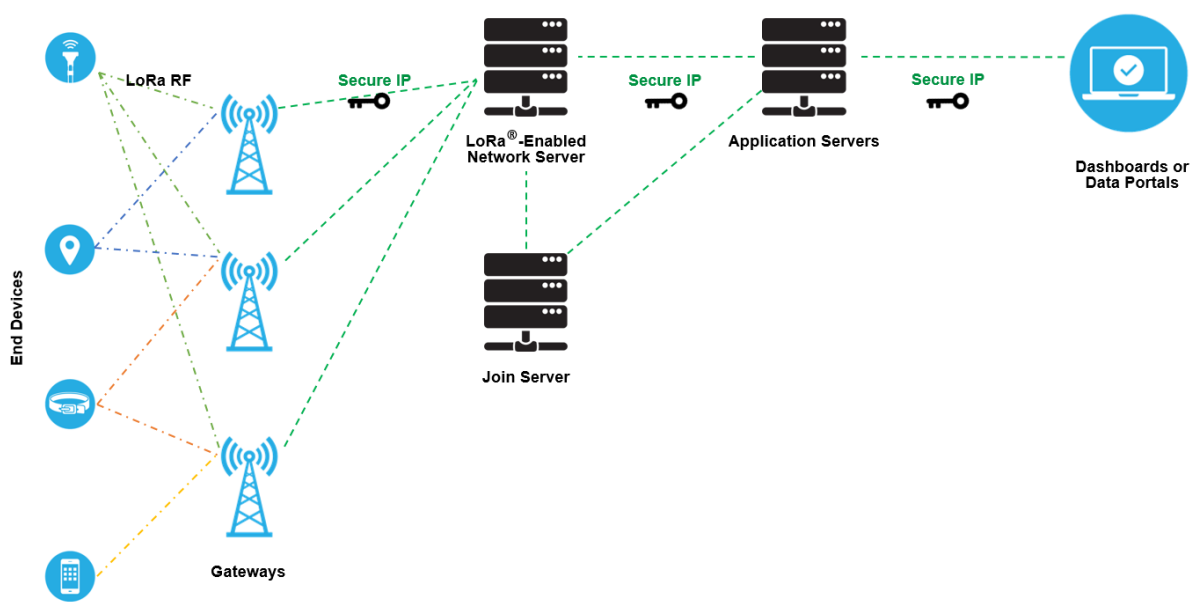 LoRa RF
Secure IP
Secure IP
Secure IP
LoRa®-Enabled
Network Server
Application Servers
Dashboards or
Data Portals
End Devices
Join Server
Gateways